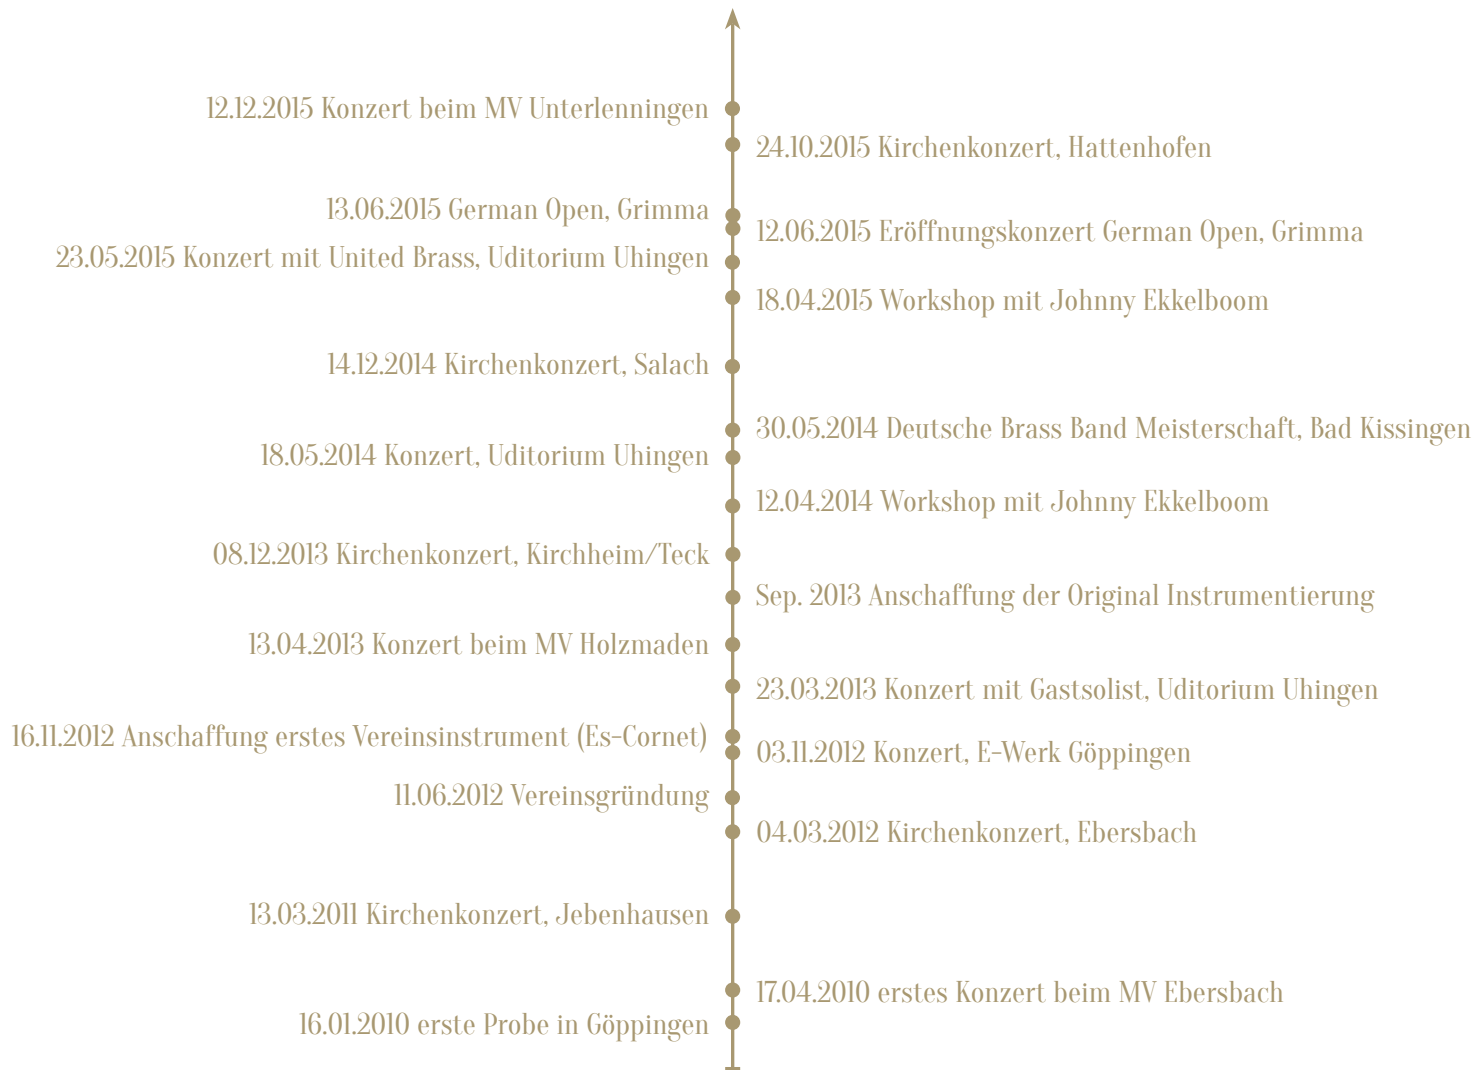 12.12.2015 Konzert beim MV Unterlenningen
24.10.2015 Kirchenkonzert, Hattenhofen
13.06.2015 German Open, Grimma
12.06.2015 Eröffnungskonzert German Open, Grimma
23.05.2015 Konzert mit United Brass, Uditorium Uhingen
18.04.2015 Workshop mit Johnny Ekkelboom
14.12.2014 Kirchenkonzert, Salach
30.05.2014 Deutsche Brass Band Meisterschaft, Bad Kissingen
18.05.2014 Konzert, Uditorium Uhingen
12.04.2014 Workshop mit Johnny Ekkelboom
08.12.2013 Kirchenkonzert, Kirchheim/Teck
Sep. 2013 Anschaffung der Original Instrumentierung
13.04.2013 Konzert beim MV Holzmaden
23.03.2013 Konzert mit Gastsolist, Uditorium Uhingen
16.11.2012 Anschaffung erstes Vereinsinstrument (Es-Cornet)
03.11.2012 Konzert, E-Werk Göppingen
11.06.2012 Vereinsgründung
04.03.2012 Kirchenkonzert, Ebersbach
13.03.2011 Kirchenkonzert, Jebenhausen
17.04.2010 erstes Konzert beim MV Ebersbach
16.01.2010 erste Probe in Göppingen